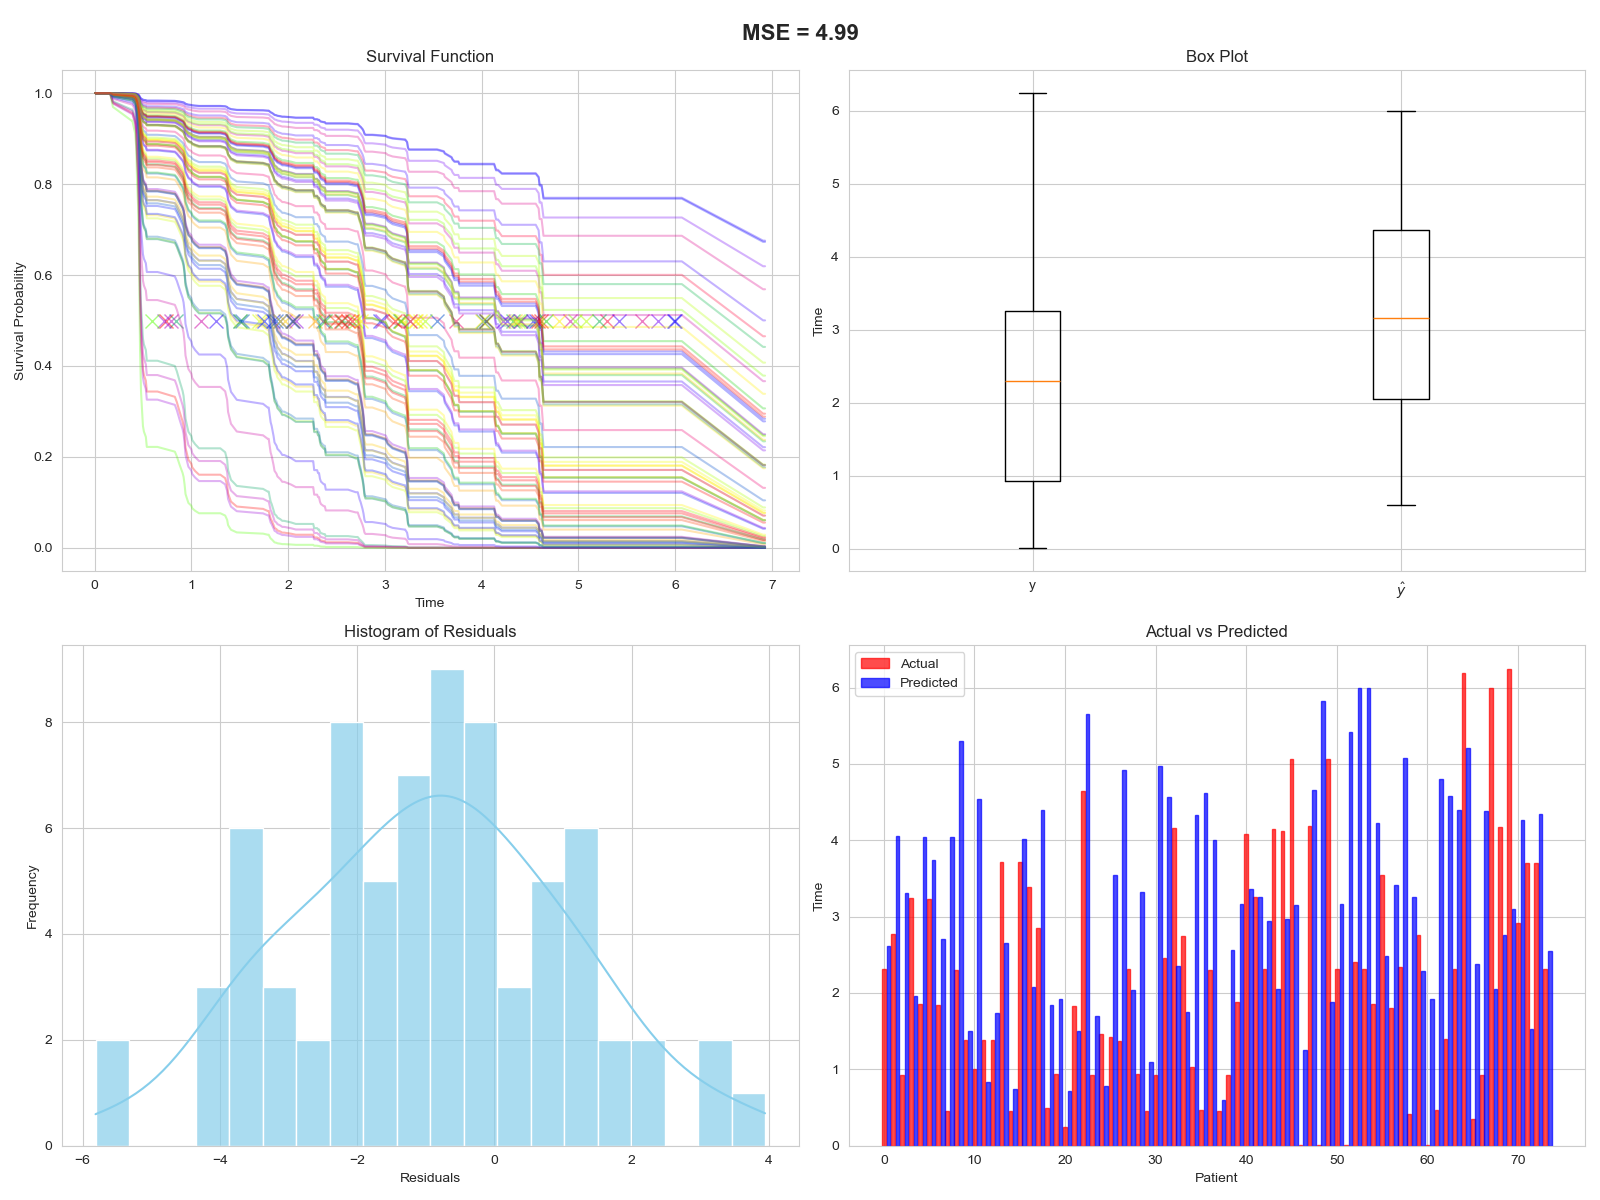 MSE = 4.99
Survival Function
Survival Probability
1.0
0.8
0.6
0.4
0.2
0.0
0 1 2 3 4 5 6 7
Time
Box Plot
Time
6
5
4
3
2
1
0
y ŷ
Histogram of Residuals
Frequency
8
6
4
2
0
−6 −4 −2 0 2 4
Residuals
Actual vs Predicted
Actual
Predicted
Time
6
5
4
3
2
1
0
0 10 20 30 40 50 60 70
Patient